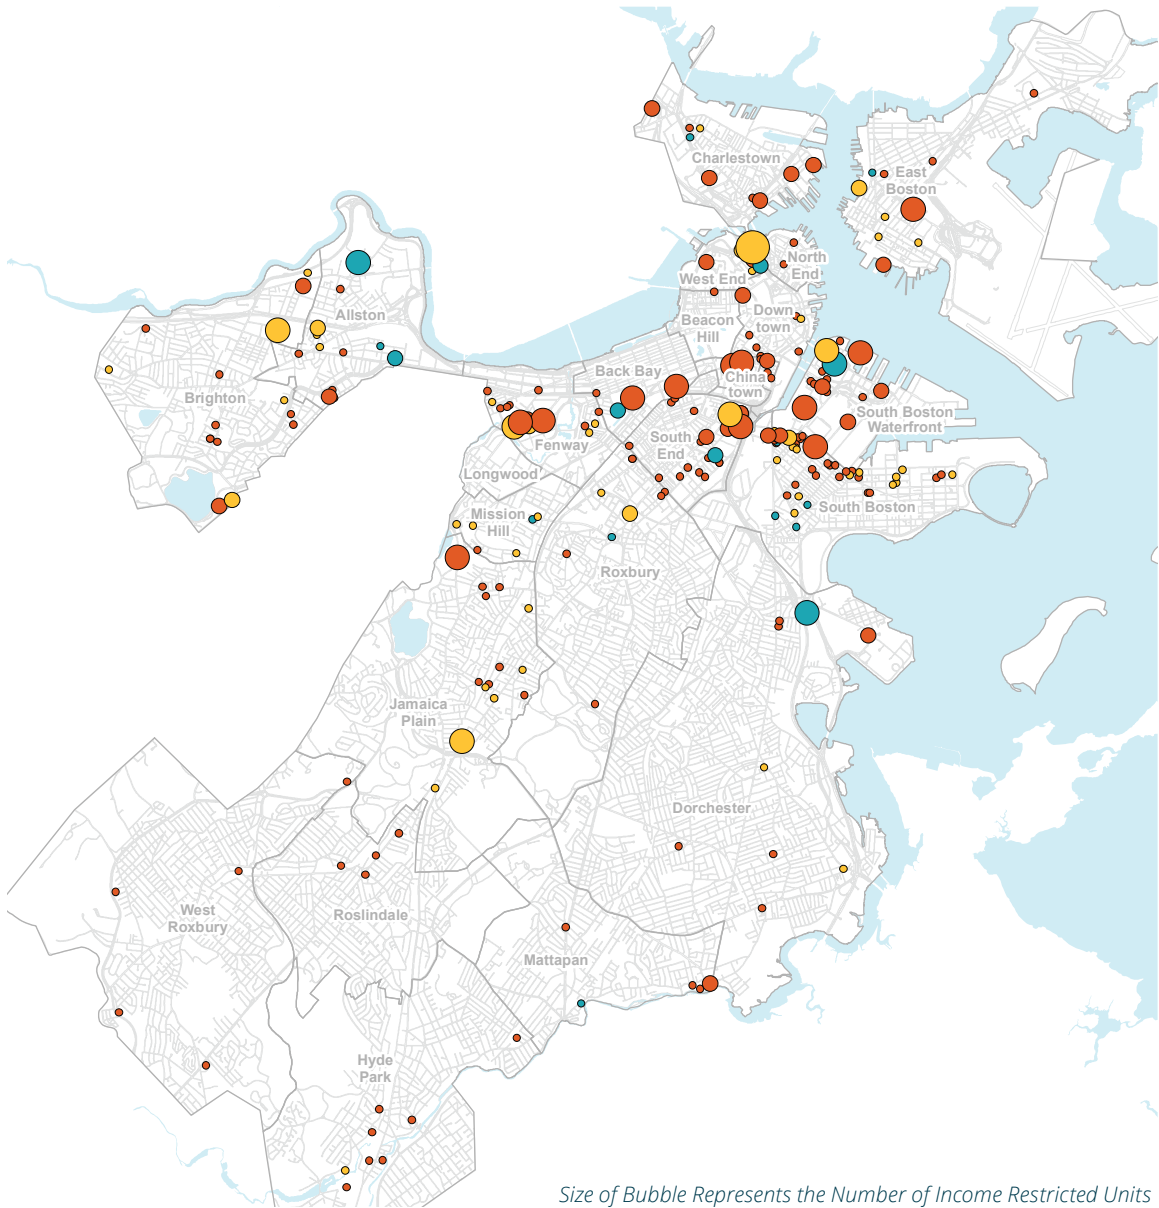 Charlestown
East
Boston
North
End
West End
Down
town
Beacon
Hill
Allston
Back Bay
China
town
Brighton
South Boston
Waterfront
South
End
Fenway
Longwood
South Boston
Mission
Hill
Roxbury
Jamaica
Plain
Dorchester
West
Roxbury
Roslindale
Mattapan
Hyde
Park
Size of Bubble Represents the Number of Income Restricted Units